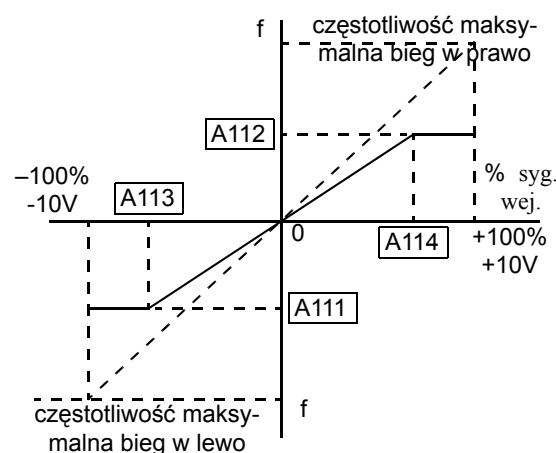 f
częstotliwość maksy-
malna bieg w prawo
A112
–100%
-10V
A113
% syg.
wej.
0
A114
+100%
+10V
A111
częstotliwość maksy-
malna bieg w lewo
f